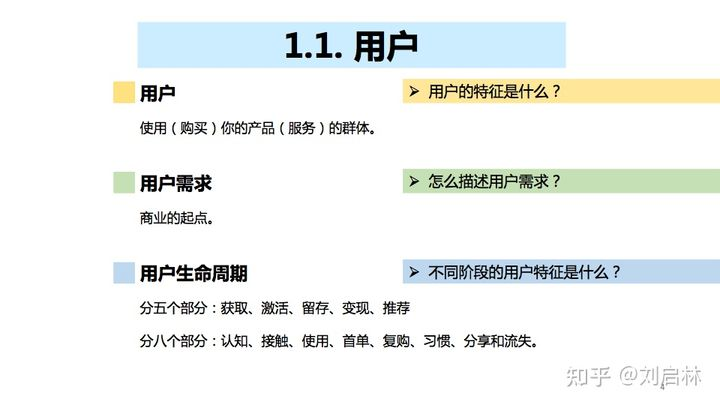 1.1. 用户
用户
➢ 用户的特征是什么？
使用（购买）你的产品（服务）的群体。
用户需求
➢ 怎么描述用户需求？
商业的起点。
用户生命周期
➢ 不同阶段的用户特征是什么？
分五个部分：获取、激活、留存、变现、推荐
分八个部分：认知、接触、使用、首单、复购、习惯、分享和流失。
知乎 @刘启林
4